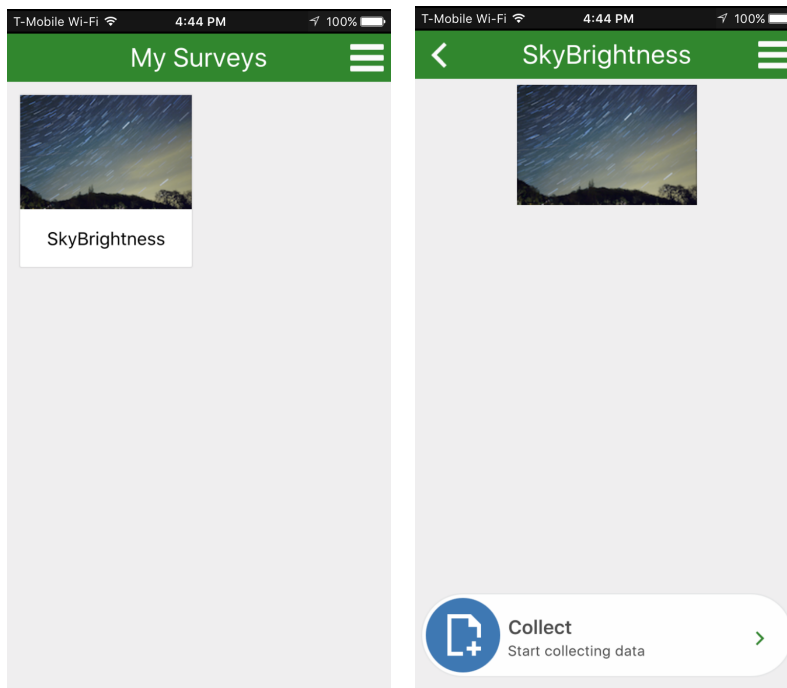 T-Mobile Wi-Fi 4:44 PM 100%
My Surveys
SkyBrightness
T-Mobile Wi-Fi 4:44 PM 100%
SkyBrightness
Collect
Start collecting data